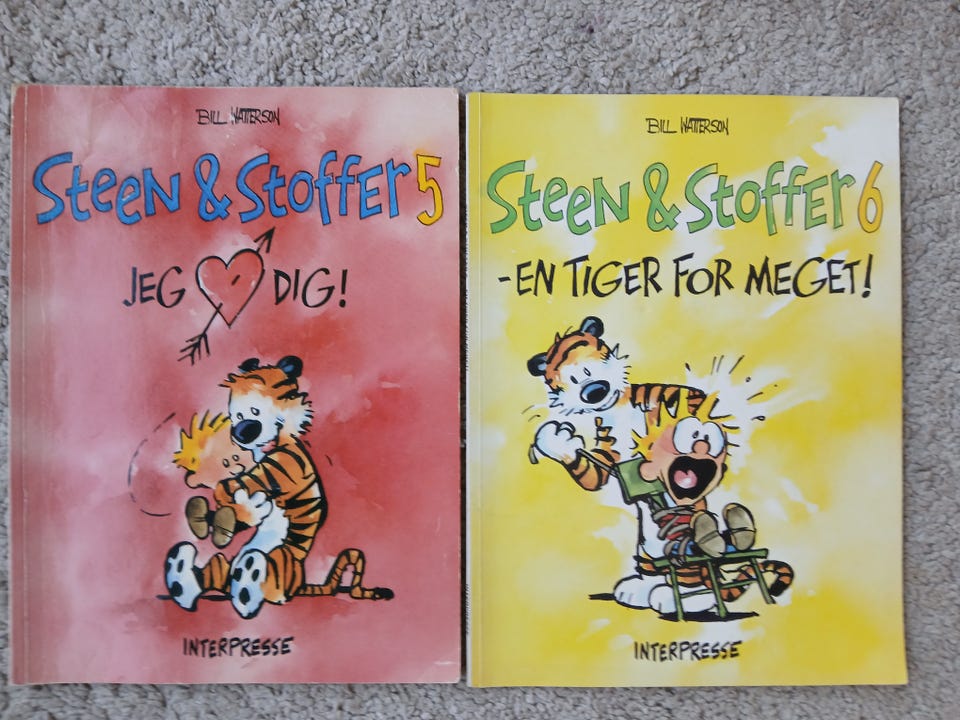 BILL WATTERSON
STEEN & STOFFER 5
JEG DIG!
INTERPRESSE
BILL WATTERSON
STEEN & STOFFER 6
-EN TIGER FOR MEGET!
INTERPRESSE